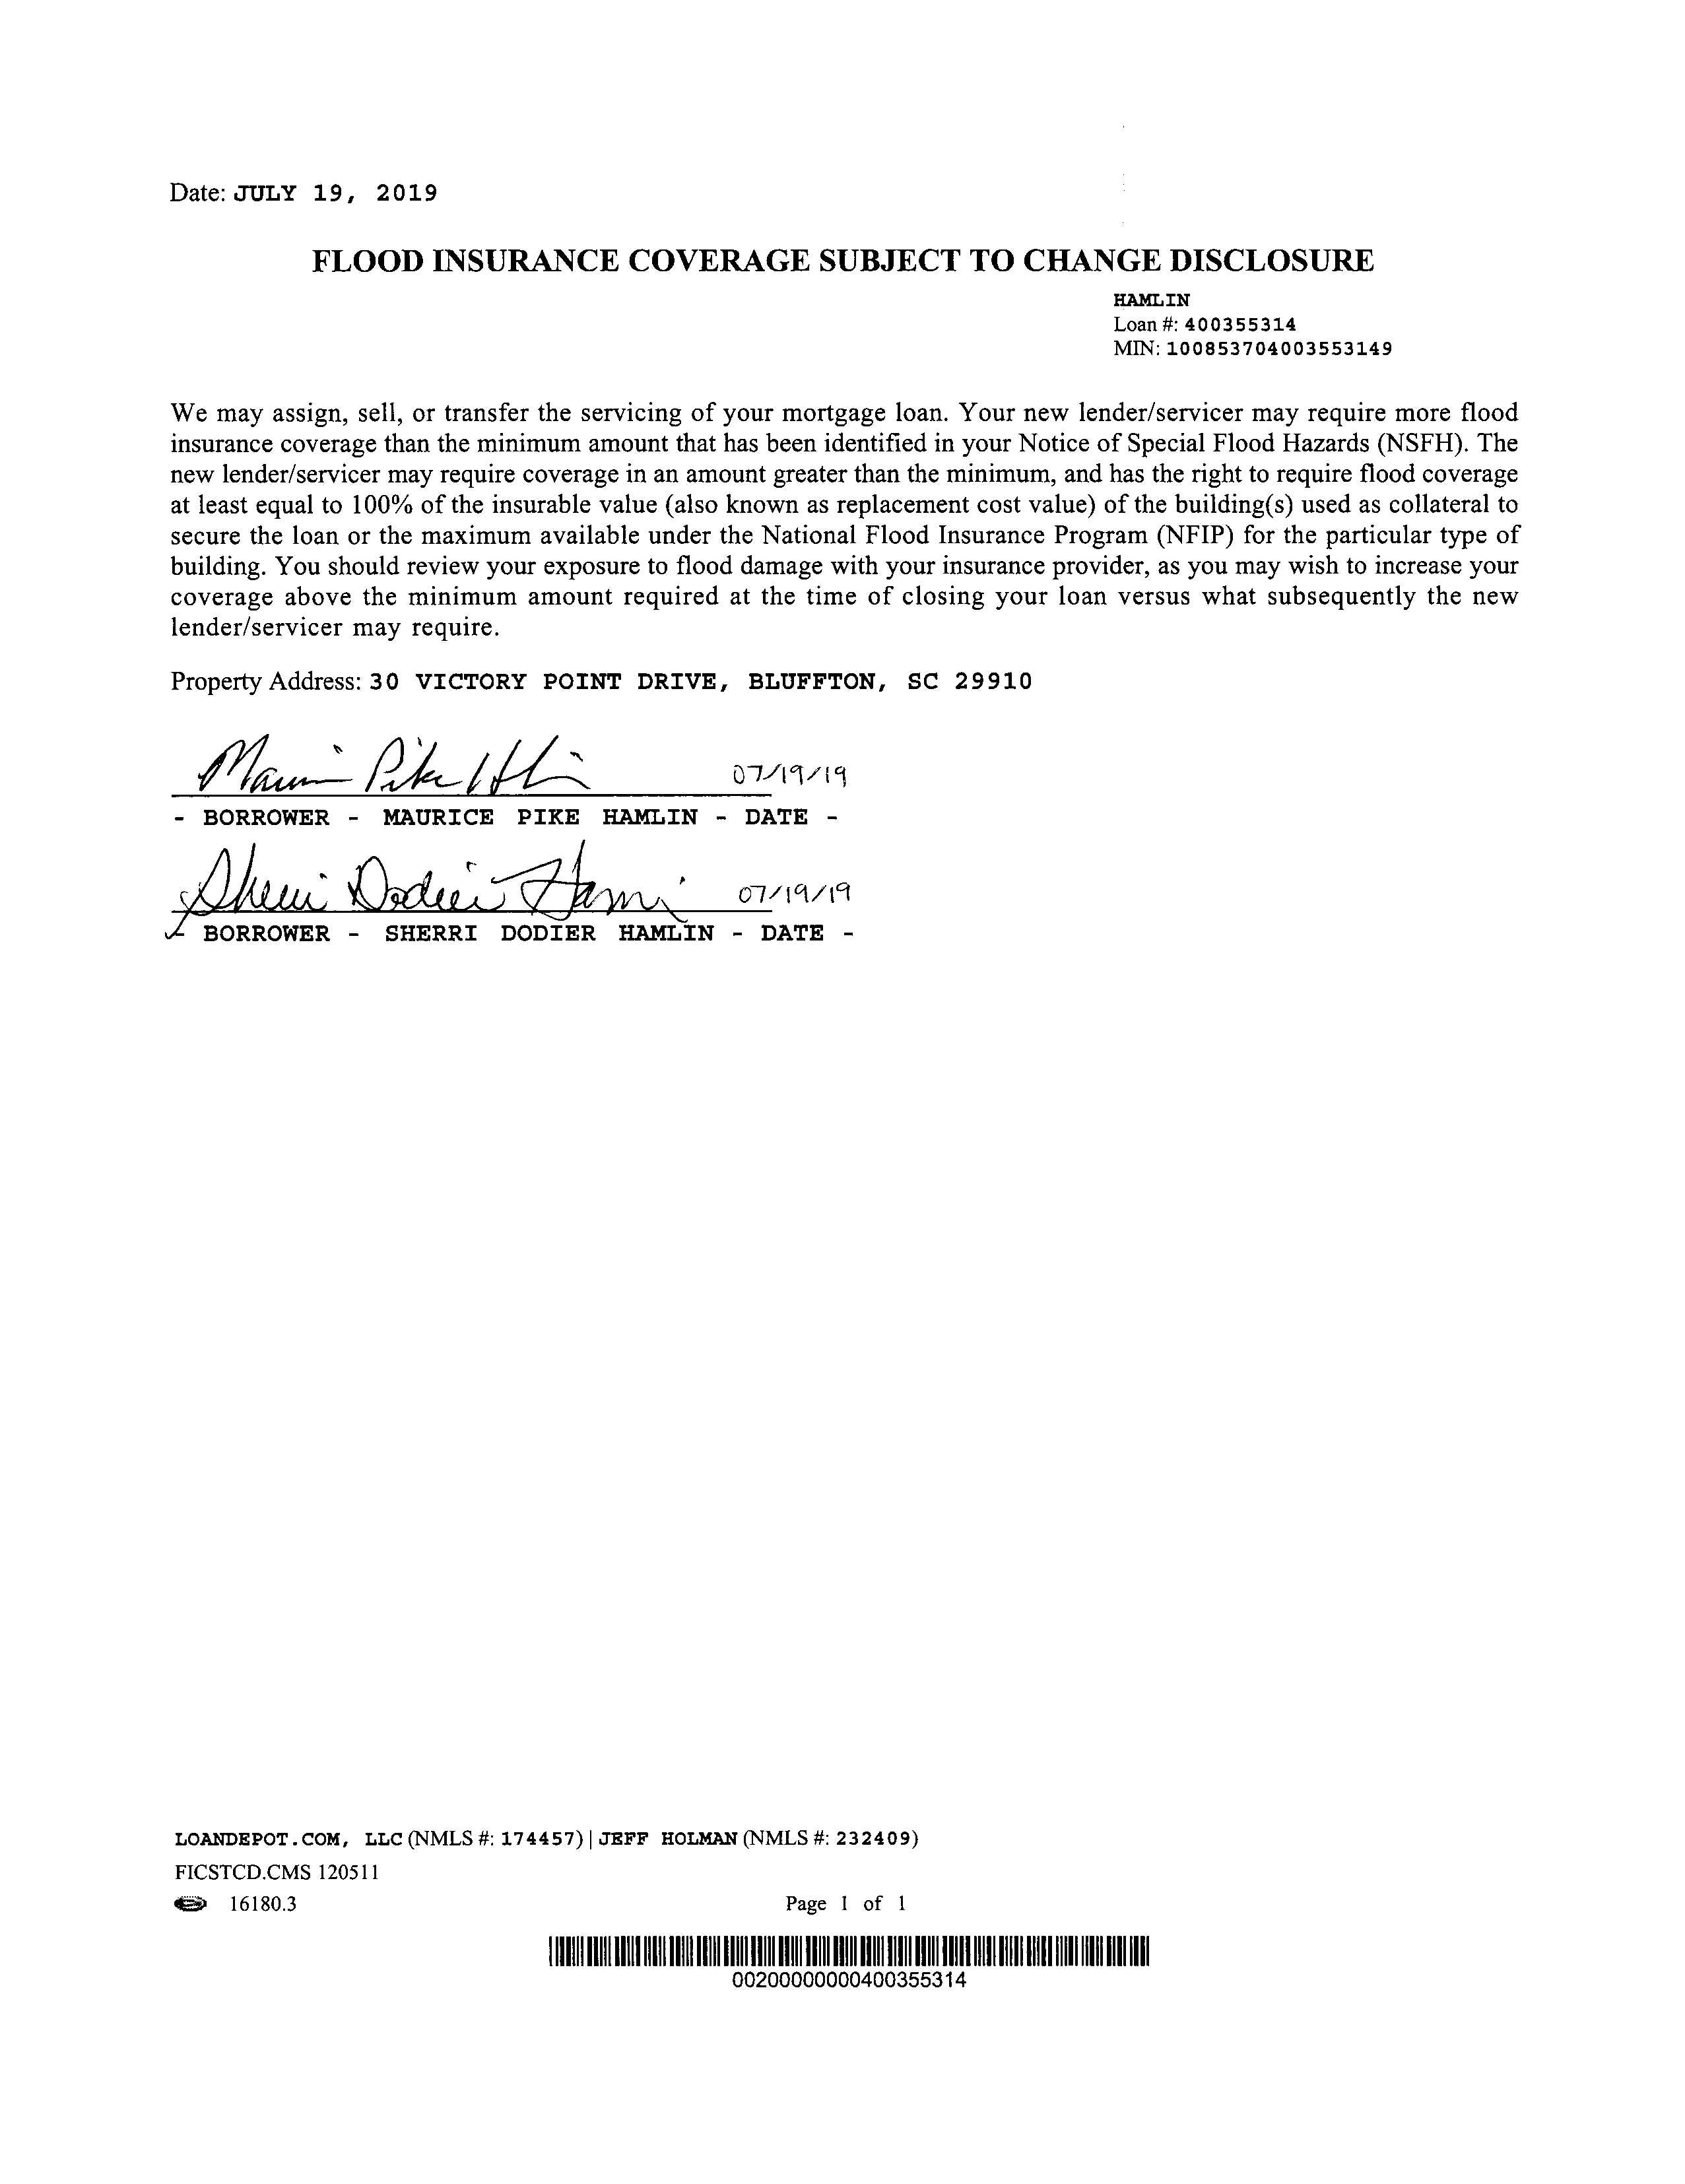 Date: JULY 19, 2019
FLOOD INSURANCE COVERAGE SUBJECT TO CHANGE DISCLOSURE
HAMLIN
Loan #: 400355314
MIN: 100853704003553149
We may assign, sell, or transfer the servicing of your mortgage loan. Your new lender/servicer may require more flood
insurance coverage than the minimum amount that has been identified in your Notice of Special Flood Hazards (NSFH). The
new lender/servicer may require coverage in an amount greater than the minimum, and has the right to require flood coverage
at least equal to 100% of the insurable value (also known as replacement cost value) of the building(s) used as collateral to
secure the loan or the maximum available under the National Flood Insurance Program (NFIP) for the particular type of
building. You should review your exposure to flood damage with your insurance provider, as you may wish to increase your
coverage above the minimum amount required at the time of closing your loan versus what subsequently the new
lender/servicer may require.
Property Address: 30 VICTORY POINT DRIVE, BLUFFTON, SC 29910
07/19/19
- BORROWER - MAURICE PIKE HAMLIN - DATE -
07/19/19
- BORROWER - SHERRI DODIER HAMLIN - DATE -
LOANDEPOT.COM, LLC (NMLS #: 174457) | JEFF HOLMAN (NMLS #: 232409)
FICSTCD.CMS 120511
16180.3 Page 1 of 1
00200000000400355314